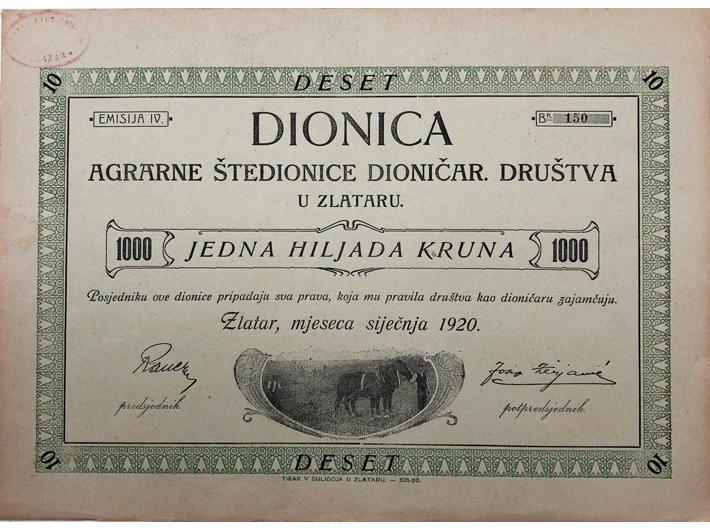 10 DESET 10
EMISIJA IV. BR. 150
DIONICA
AGRARNE ŠTEDIONICE DIONIČAR. DRUŠTVA
U ZLATARU.
1000 JEDNA HILJADA KRUNA 1000
Posjedniku ove dionice pripadaju sva prava, koja mu pravila društva kao dioničaru zajamčuju.
Zlatar, mjeseca siječnja 1920.
predsjednik. potpredsjednik.
10 DESET 10
TISAK V SULIGOJA U ZLATARU. — 201-20.